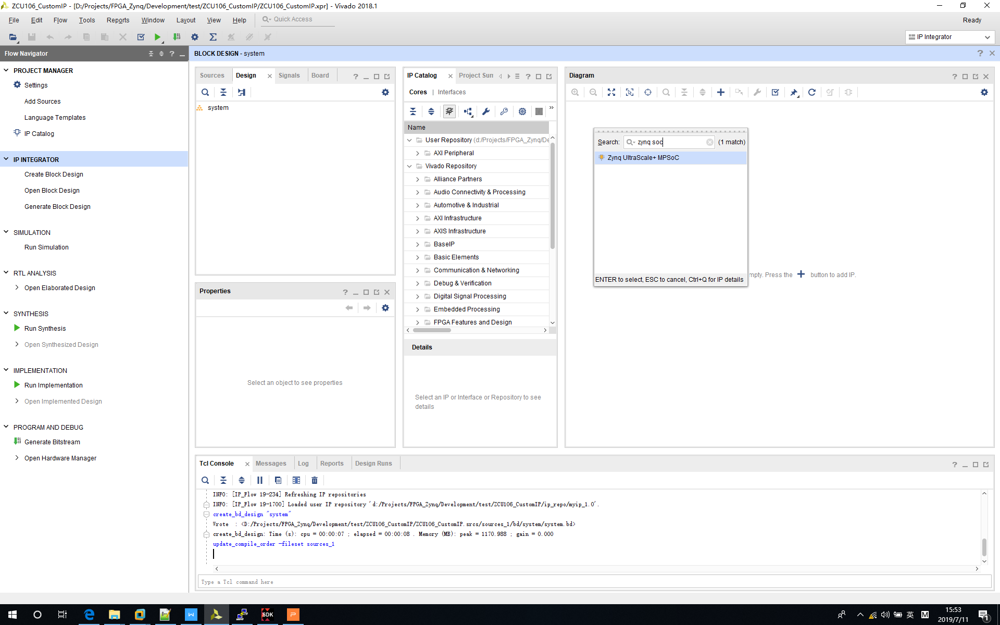 ZCU106_CustomIP - [D:/Projects/FPGA_Zynq/Development/test/ZCU106_CustomIP/ZCU106_CustomIP.xpr] - Vivado 2018.1
File Edit Flow Tools Reports Window Layout View Help Quick Access
Ready
IP Integrator
Flow Navigator
BLOCK DESIGN - system
PROJECT MANAGER
Settings
Add Sources
Language Templates
IP Catalog
IP INTEGRATOR
Create Block Design
Open Block Design
Generate Block Design
SIMULATION
Run Simulation
RTL ANALYSIS
Open Elaborated Design
SYNTHESIS
Run Synthesis
Open Synthesized Design
IMPLEMENTATION
Run Implementation
Open Implemented Design
PROGRAM AND DEBUG
Generate Bitstream
Open Hardware Manager
Sources Design Signals Board
system
Properties
Select an object to see properties
IP Catalog Project Sum
Cores | Interfaces
Name
User Repository (d:/Projects/FPGA_Zynq/De
AXI Peripheral
Vivado Repository
Alliance Partners
Audio Connectivity & Processing
Automotive & Industrial
AXI Infrastructure
AXIS Infrastructure
BaseIP
Basic Elements
Communication & Networking
Debug & Verification
Digital Signal Processing
Embedded Processing
FPGA Features and Design
Details
Select an IP or Interface or Repository to see
details
Diagram
Search: zynq soc (1 match)
Zynq UltraScale+ MPSoC
ENTER to select, ESC to cancel, Ctrl+Q for IP details
mpty. Press the button to add IP.
Tcl Console Messages Log Reports Design Runs
INFO: [IP_Flow 19-234] Refreshing IP repositories
INFO: [IP_Flow 19-1700] Loaded user IP repository 'd:/Projects/FPGA_Zynq/Development/test/ZCU106_CustomIP/ip_repo/myip_1.0'.
create_bd_design "system"
Wrote : <D:/Projects/FPGA_Zynq/Development/test/ZCU106_CustomIP/ZCU106_CustomIP.srcs/sources_1/bd/system/system.bd>
create_bd_design: Time (s): cpu = 00:00:07 ; elapsed = 00:00:08 . Memory (MB): peak = 1170.988 ; gain = 0.000
update_compile_order -fileset sources_1
Type a Tcl command here
SDK
英
M
15:53
2019/7/11
1